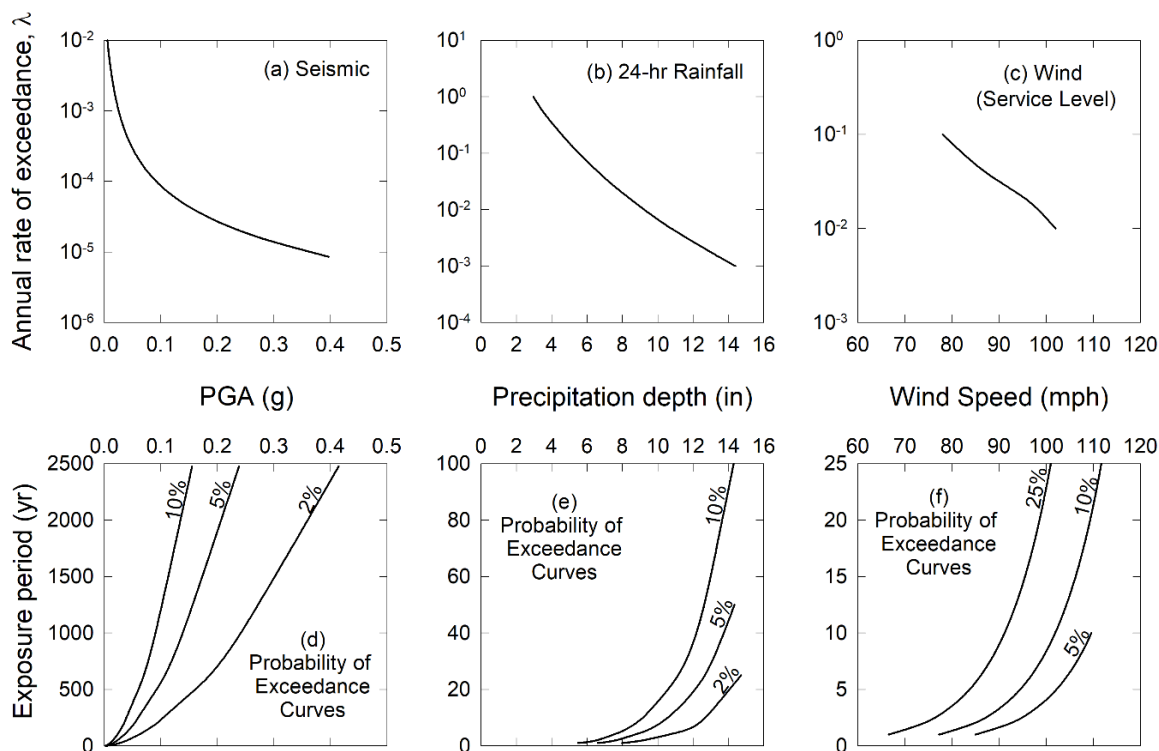 Annual rate of exceedance, λ
10⁻²
10⁻³
10⁻⁴
10⁻⁵
10⁻⁶
(a) Seismic
0.0 0.1 0.2 0.3 0.4 0.5
PGA (g)
10¹
10⁰
10⁻¹
10⁻²
10⁻³
10⁻⁴
(b) 24-hr Rainfall
0 2 4 6 8 10 12 14 16
Precipitation depth (in)
10⁰
10⁻¹
10⁻²
10⁻³
(c) Wind
(Service Level)
60 70 80 90 100 110 120
Wind Speed (mph)
0.0 0.1 0.2 0.3 0.4 0.5
Exposure period (yr)
2500
2000
1500
1000
500
0
10%
5%
2%
(d)
Probability of
Exceedance
Curves
0 2 4 6 8 10 12 14 16
100
80
60
40
20
0
(e)
Probability of
Exceedance
Curves
10%
5%
2%
60 70 80 90 100 110 120
25
20
15
10
5
0
(f)
Probability of
Exceedance
Curves
25%
10%
5%